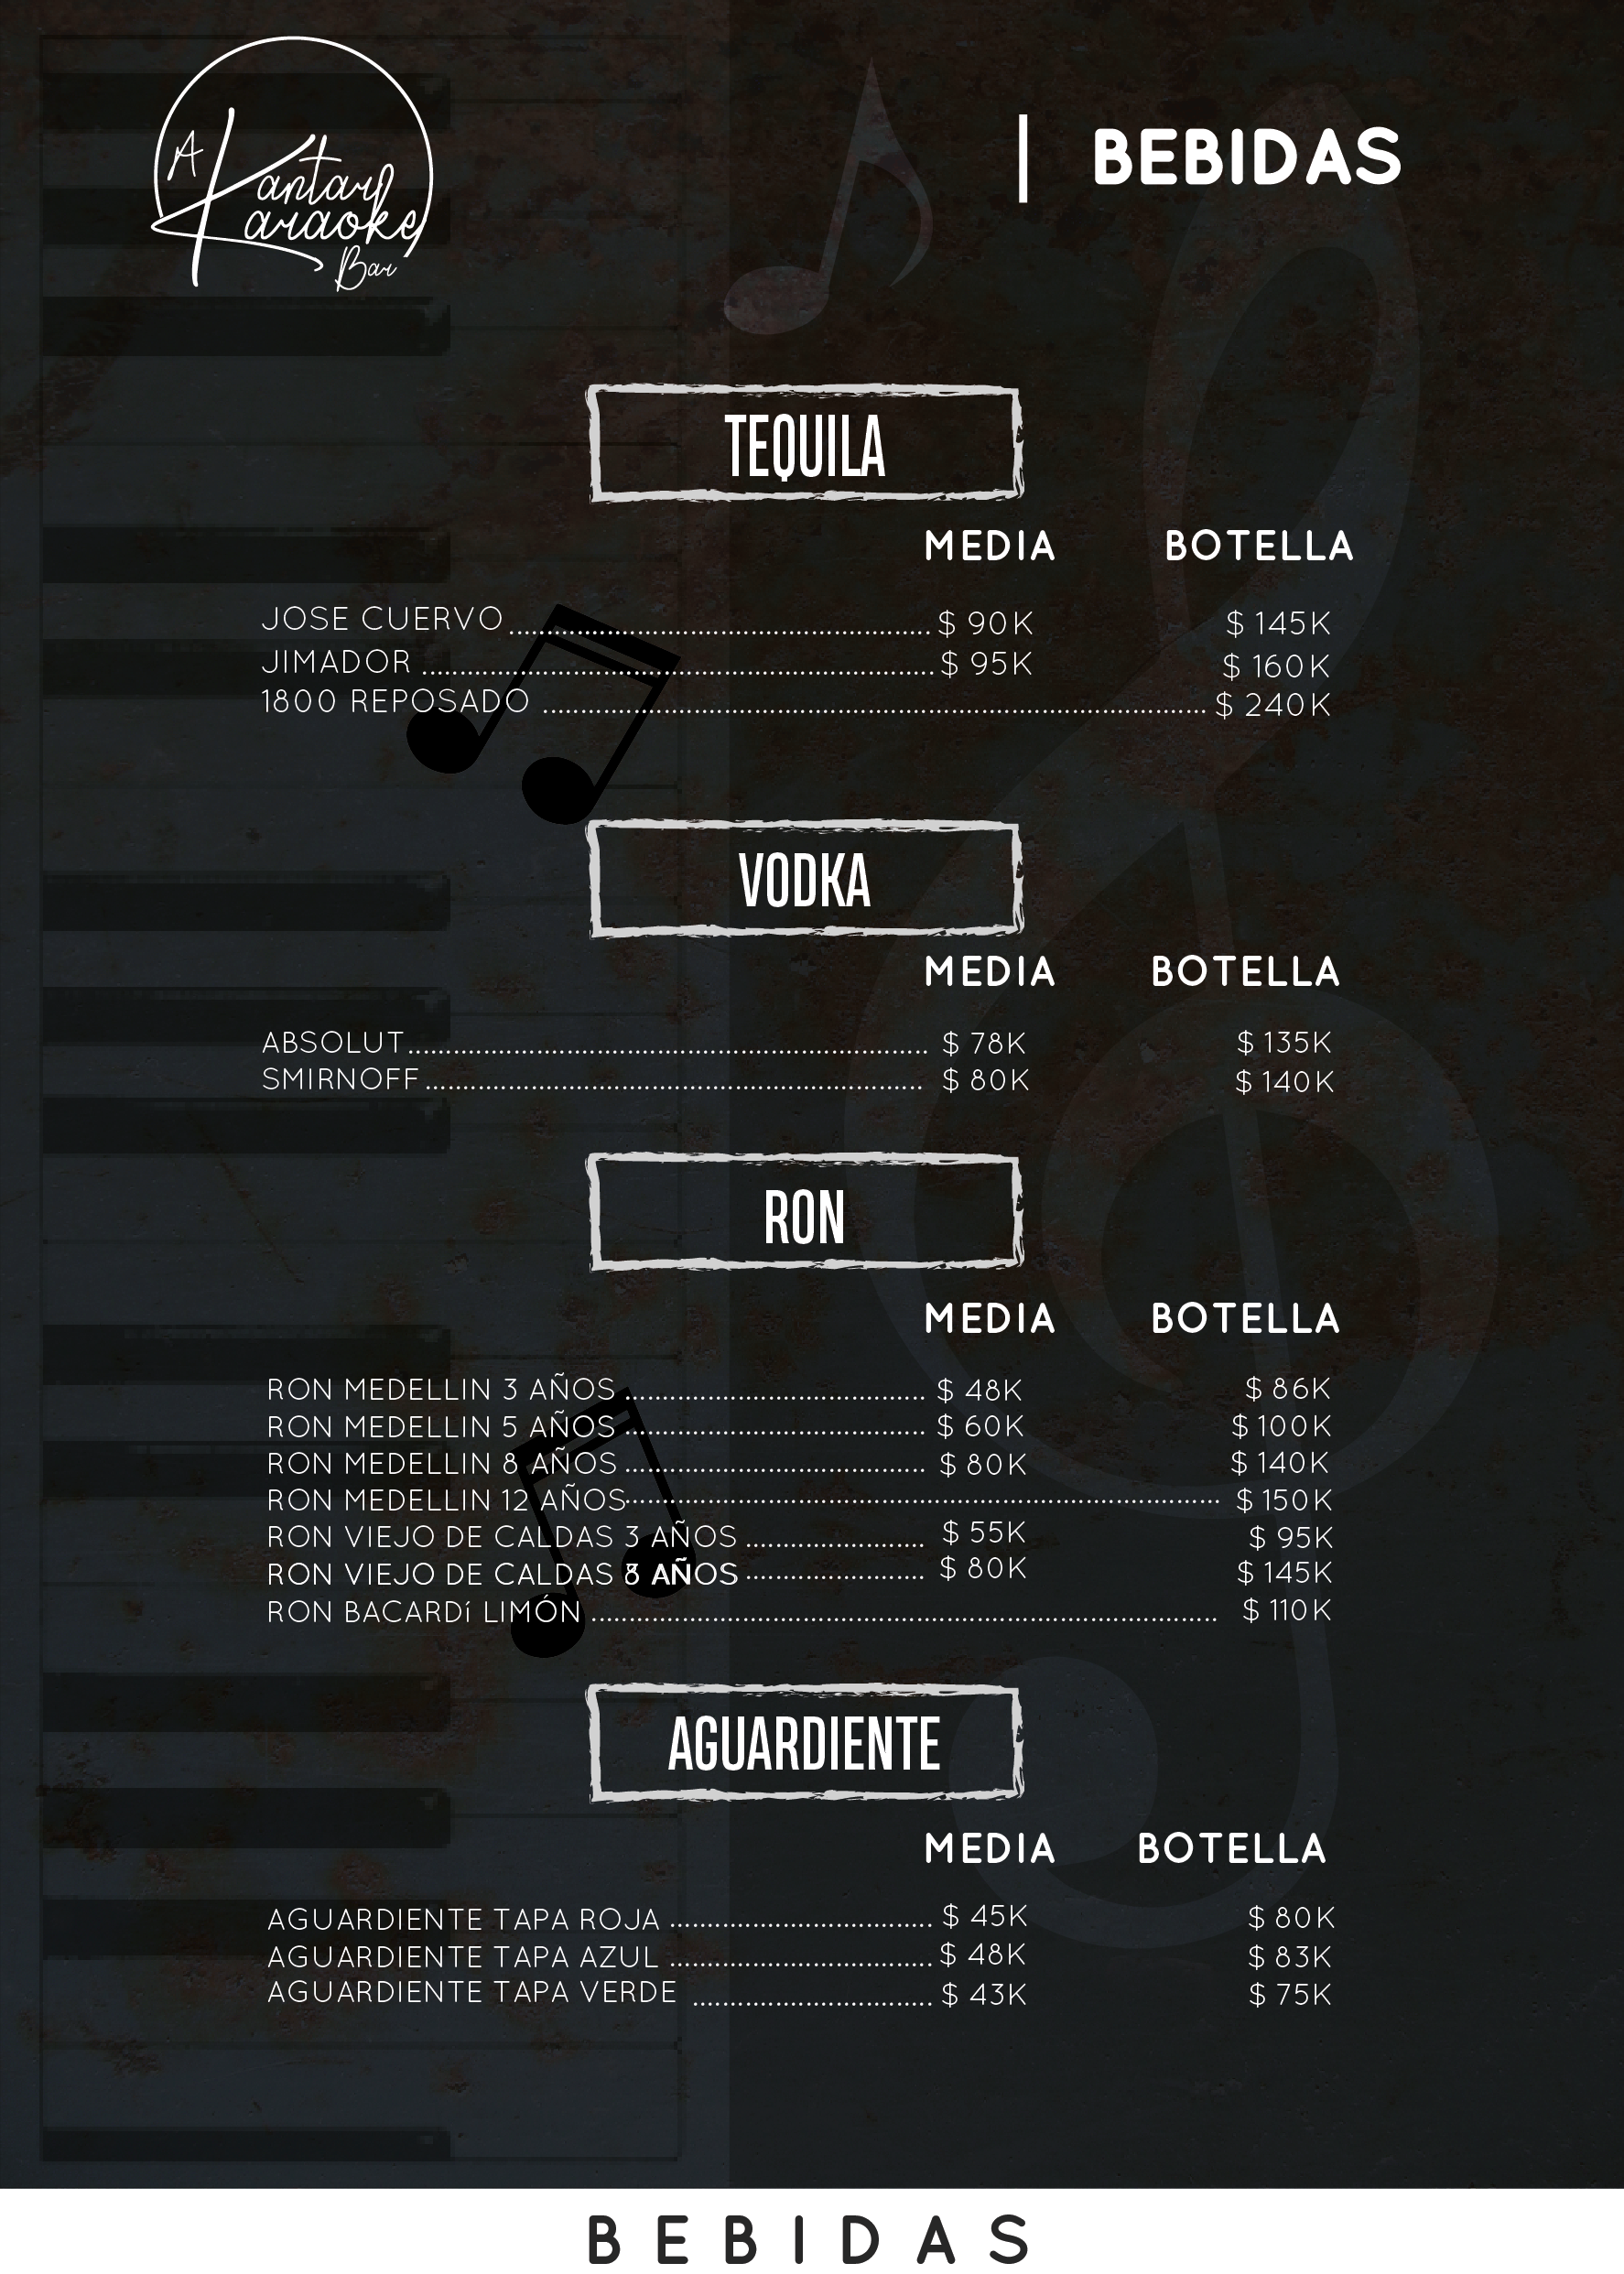 A Kantar
Karaoke
Bar
| BEBIDAS
TEQUILA
MEDIA BOTELLA
JOSE CUERVO $ 90K $ 145K
JIMADOR $ 95K $ 160K
1800 REPOSADO $ 240K
VODKA
MEDIA BOTELLA
ABSOLUT $ 78K $ 135K
SMIRNOFF $ 80K $ 140K
RON
MEDIA BOTELLA
RON MEDELLIN 3 AÑOS $ 48K $ 86K
RON MEDELLIN 5 AÑOS $ 60K $ 100K
RON MEDELLIN 8 AÑOS $ 80K $ 140K
RON MEDELLIN 12 AÑOS $ 150K
RON VIEJO DE CALDAS 3 AÑOS $ 55K $ 95K
RON VIEJO DE CALDAS AÑOS $ 80K $ 145K
RON BACARDí LIMÓN $ 110K
AGUARDIENTE
MEDIA BOTELLA
AGUARDIENTE TAPA ROJA $ 45K $ 80K
AGUARDIENTE TAPA AZUL $ 48K $ 83K
AGUARDIENTE TAPA VERDE $ 43K $ 75K
BEBIDAS